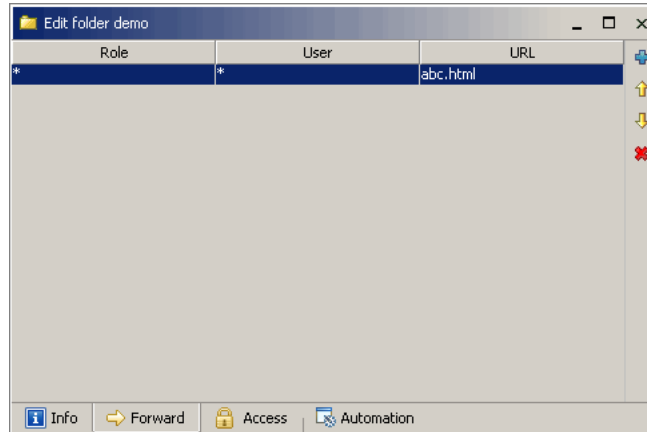 Edit folder demo
Role User URL
* * abc.html
Info Forward Access Automation